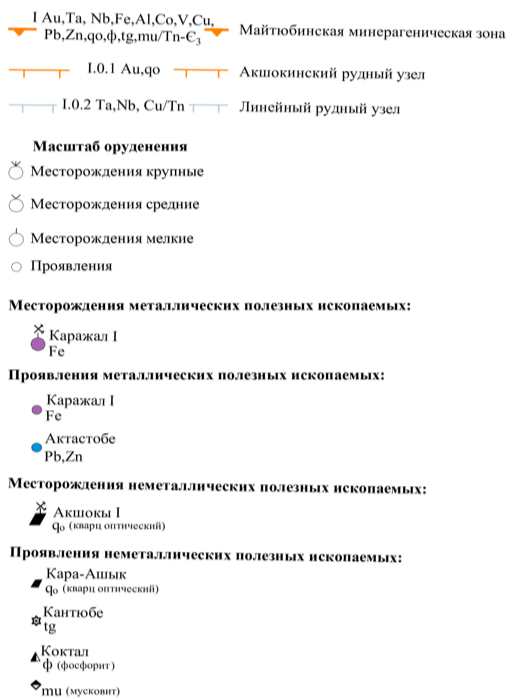 I Au,Ta, Nb,Fe,Al,Co,V,Cu,
Pb,Zn,qo,ф,tg,mu/Tn-Є₃
Майтюбинская минерагеническая зона
I.0.1 Au,qo
Акшокинский рудный узел
I.0.2 Ta,Nb, Cu/Tn
Линейный рудный узел
Масштаб оруденения
Месторождения крупные
Месторождения средние
Месторождения мелкие
Проявления
Месторождения металлических полезных ископаемых:
Каражал I
Fe
Проявления металлических полезных ископаемых:
Каражал I
Fe
Актастобе
Pb,Zn
Месторождения неметаллических полезных ископаемых:
Акшокы I
qo (кварц оптический)
Проявления неметаллических полезных ископаемых:
Кара-Ашык
qo (кварц оптический)
Кантюбе
tg
Коктал
ф (фосфорит)
mu (мусковит)